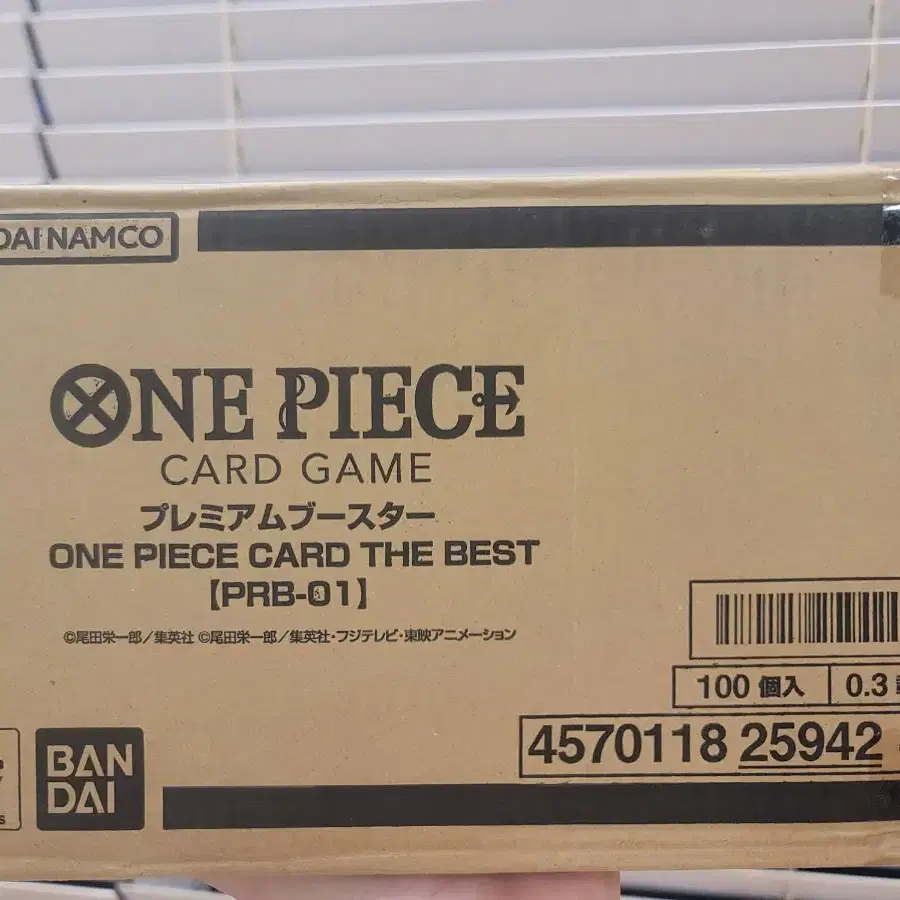 DAI NAMCO
ONE PIECE
CARD GAME
プレミアムブースター
ONE PIECE CARD THE BEST
【PRB-01】
©尾田栄一郎／集英社 ©尾田栄一郎／集英社・フジテレビ・東映アニメーション
100 個入
0.3
4570118 25942
BAN
DAI